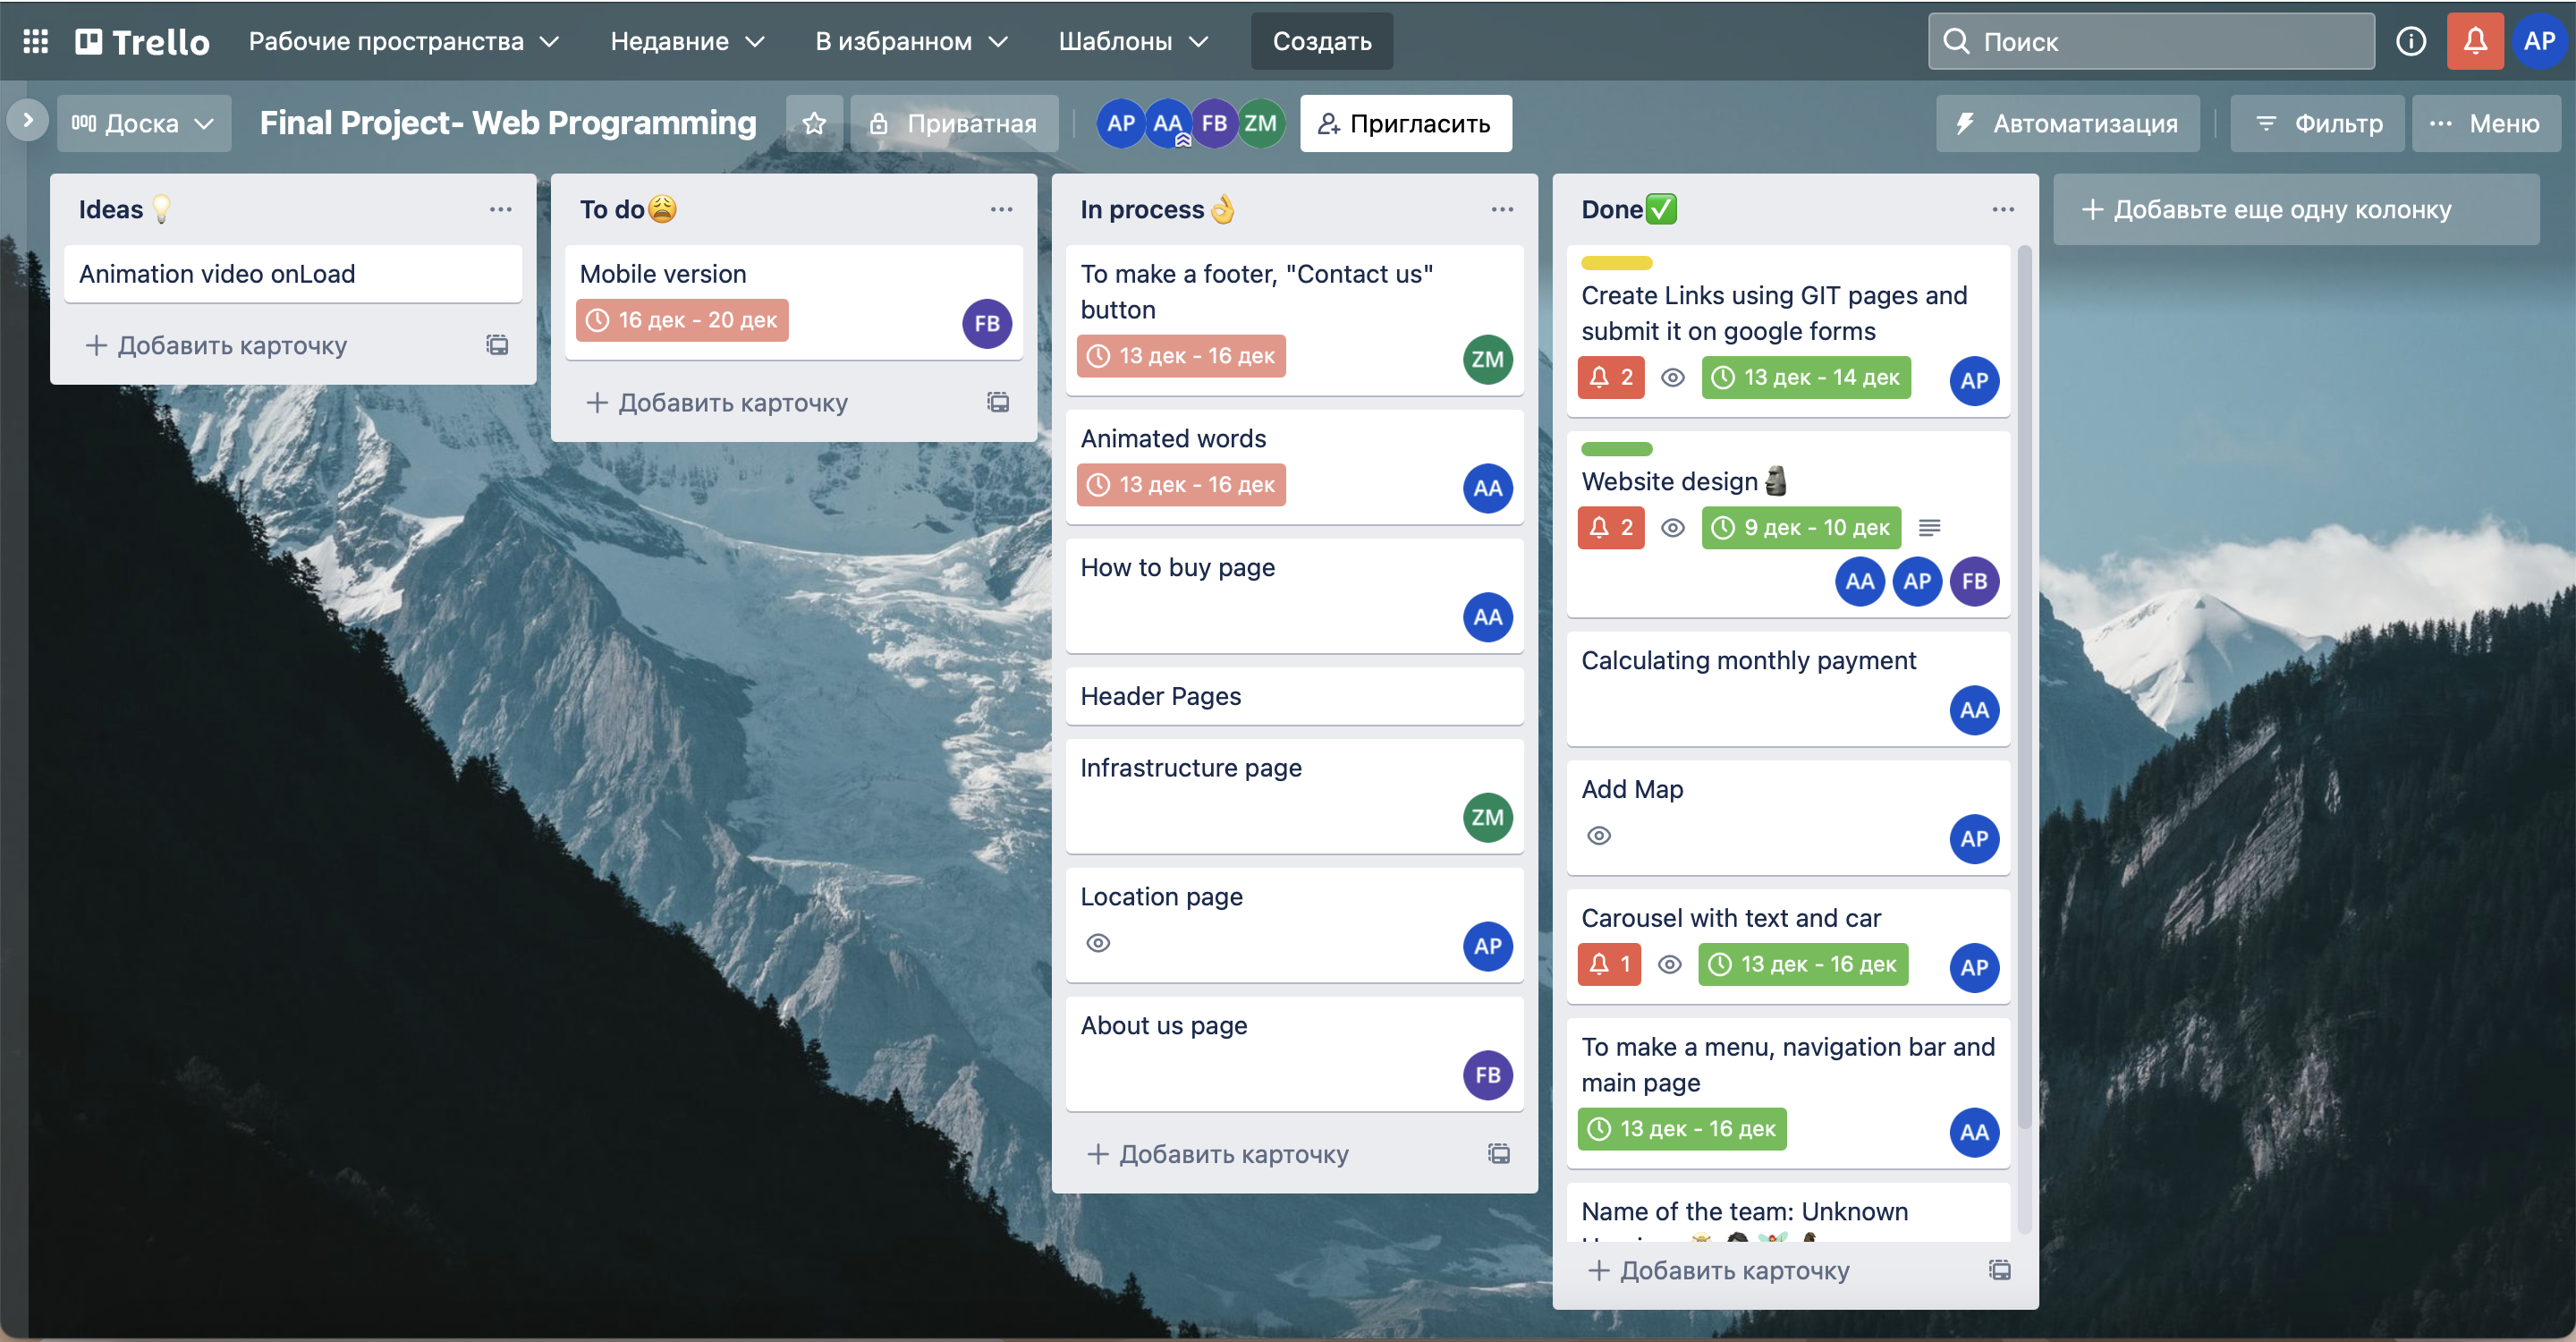 Trello
Рабочие пространства
Недавние
В избранном
Шаблоны
Создать
Поиск
AP
Доска
Final Project- Web Programming
Приватная
AP
AA
FB
ZM
Пригласить
Автоматизация
Фильтр
Меню
Ideas
Animation video onLoad
Добавить карточку
To do
Mobile version
16 дек - 20 дек
FB
Добавить карточку
In process
To make a footer, "Contact us"
button
13 дек - 16 дек
ZM
Animated words
13 дек - 16 дек
AA
How to buy page
AA
Header Pages
Infrastructure page
ZM
Location page
AP
About us page
FB
Добавить карточку
Done
Create Links using GIT pages and
submit it on google forms
2
13 дек - 14 дек
AP
Website design
2
9 дек - 10 дек
AA
AP
FB
Calculating monthly payment
AA
Add Map
AP
Carousel with text and car
1
13 дек - 16 дек
AP
To make a menu, navigation bar and
main page
13 дек - 16 дек
AA
Name of the team: Unknown
Добавить карточку
Добавьте еще одну колонку